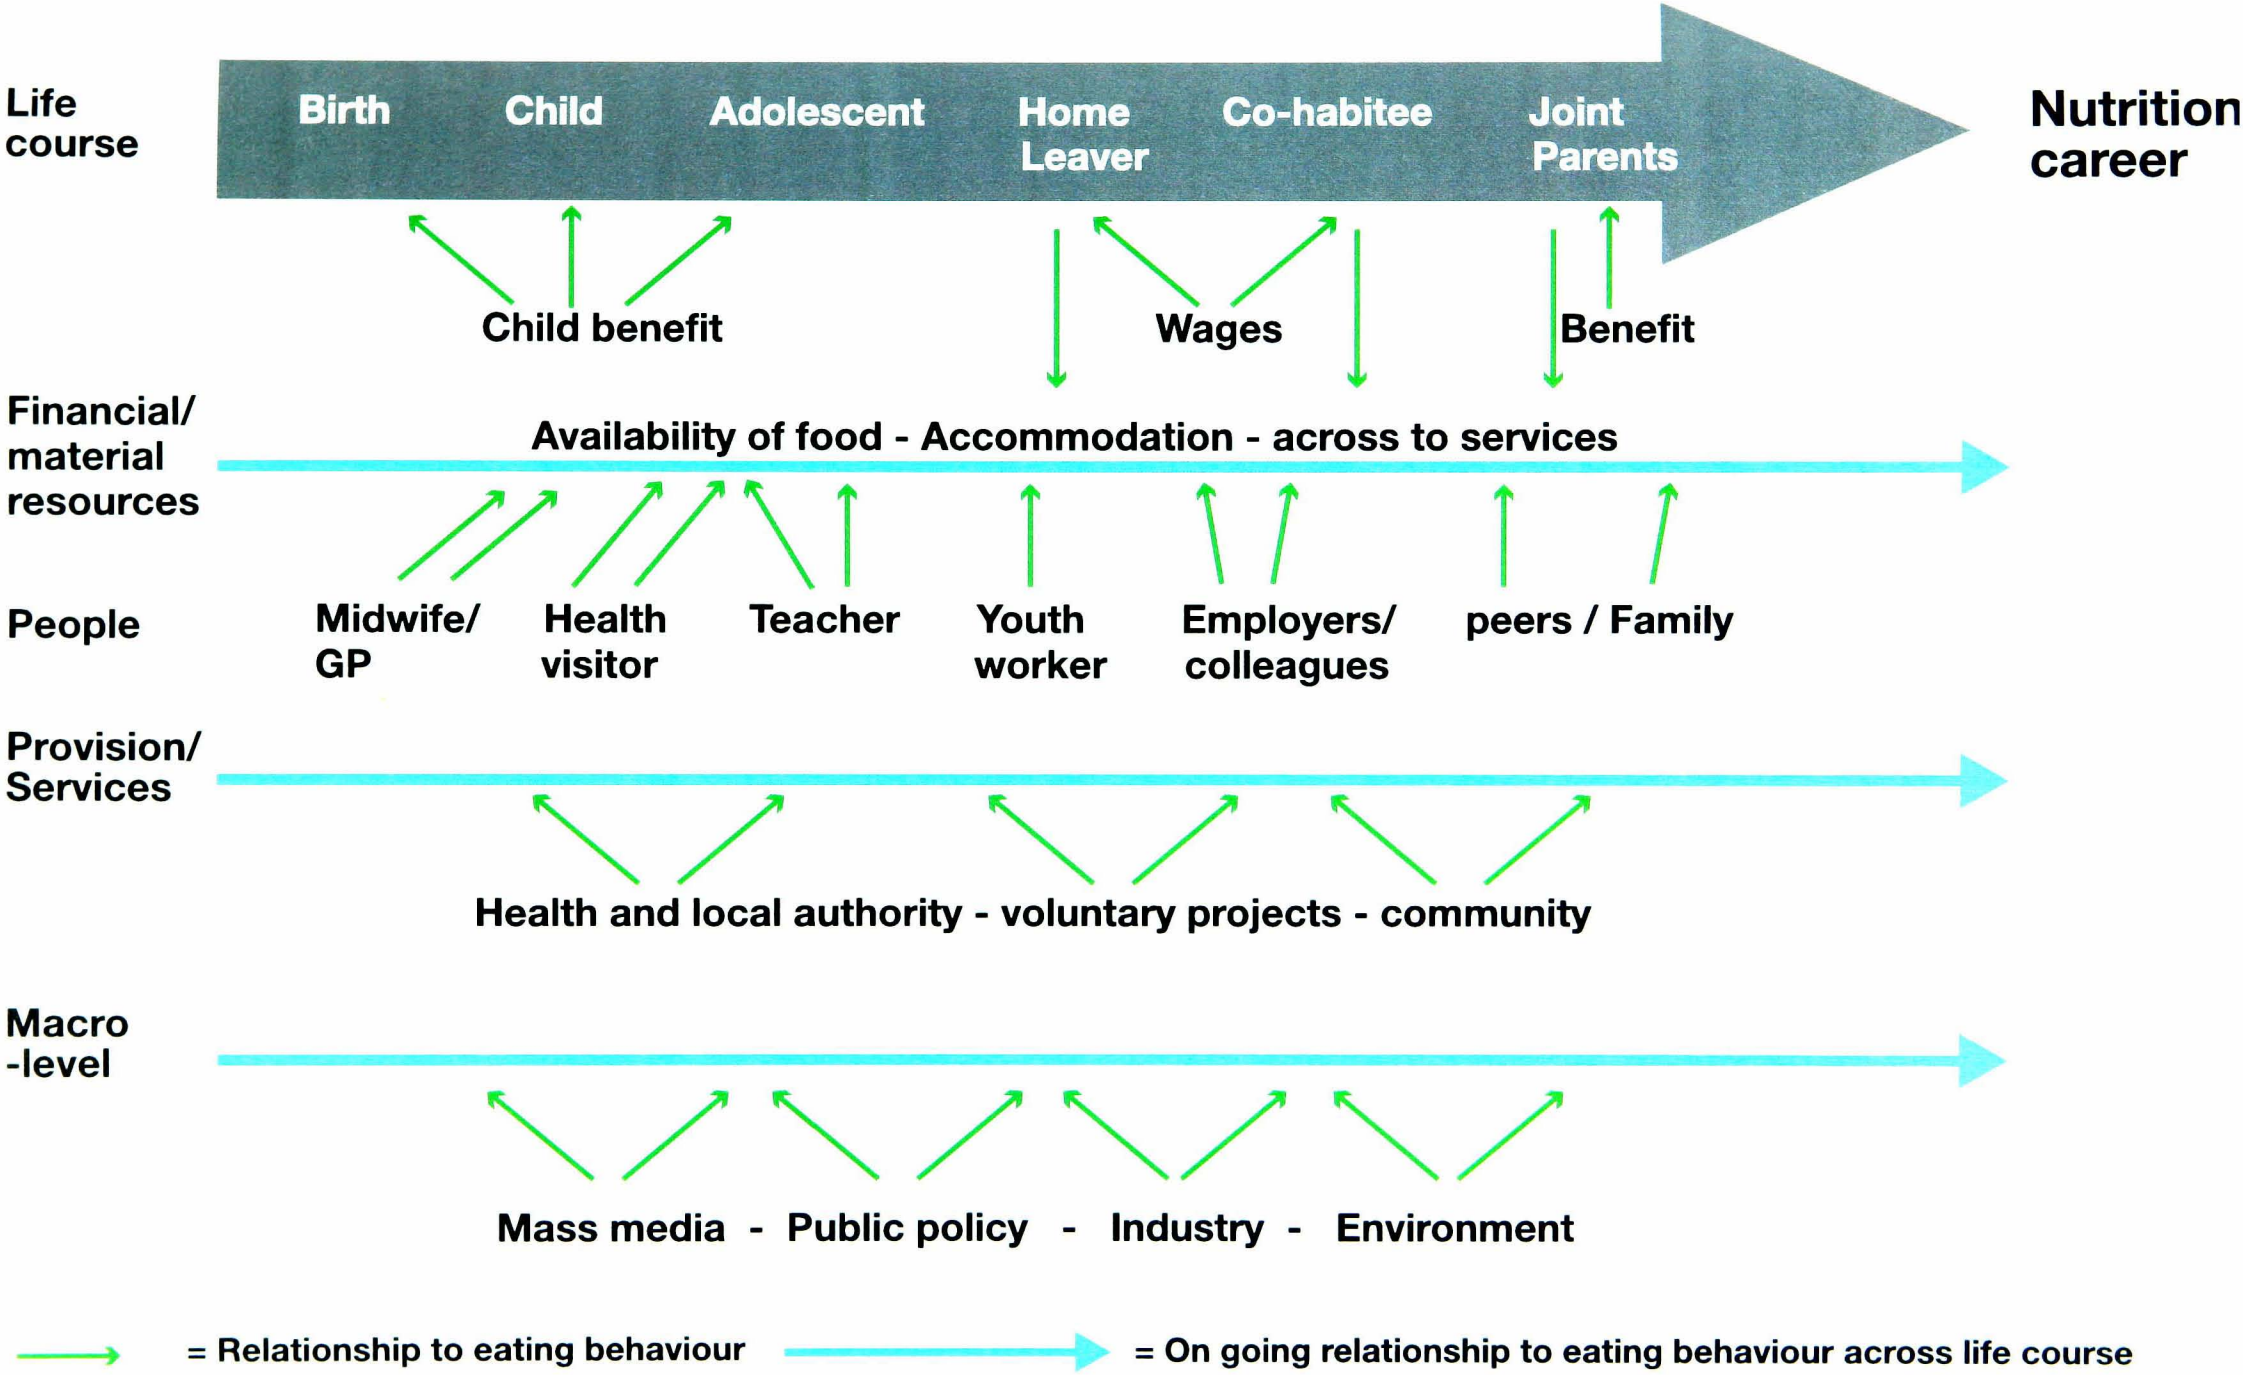 Life
course
Birth
Child
Adolescent
Home
Leaver
Co-habitee
Joint
Parents
Nutrition
career
Child benefit
Wages
Benefit
Financial/
material
resources
Availability of food - Accommodation - across to services
People
Midwife/
GP
Health
visitor
Teacher
Youth
worker
Employers/
colleagues
peers / Family
Provision/
Services
Health and local authority - voluntary projects - community
Macro
-level
Mass media - Public policy - Industry - Environment
= Relationship to eating behaviour
= On going relationship to eating behaviour across life course